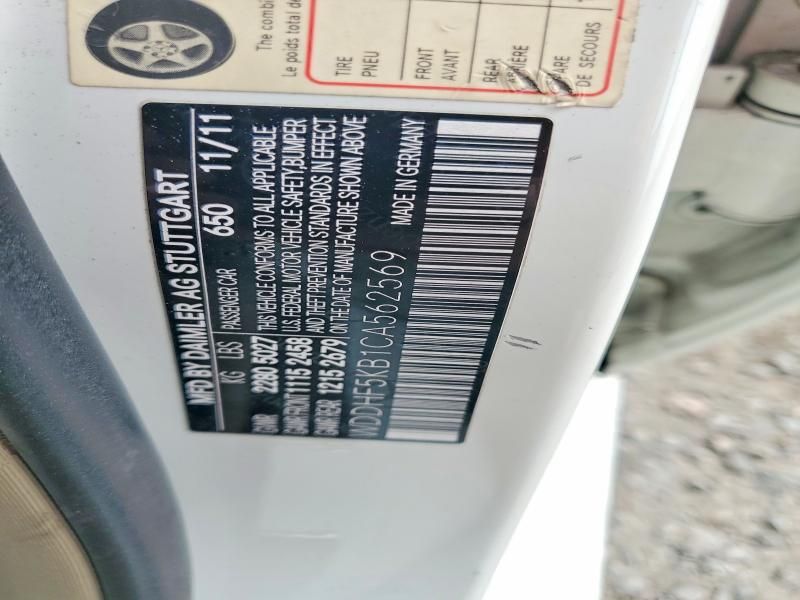 The combi
Le poids total de
TIRE
PNEU
FRONT
AVANT
REAR
DE SECOURS
MFD BY DAIMLER AG STUTTGART
KG LBS PASSENGER CAR 650 11/11
GVWR 2280 5027 THIS VEHICLE CONFORMS TO ALL APPLICABLE
GAWR FRONT 1115 2458 U.S. FEDERAL MOTOR VEHICLE SAFETY, BUMPER
GAWR REAR 1215 2679 AND THEFT PREVENTION STANDARDS IN EFFECT
ON THE DATE OF MANUFACTURE SHOWN ABOVE
WDDHF5KB1CA562569 MADE IN GERMANY